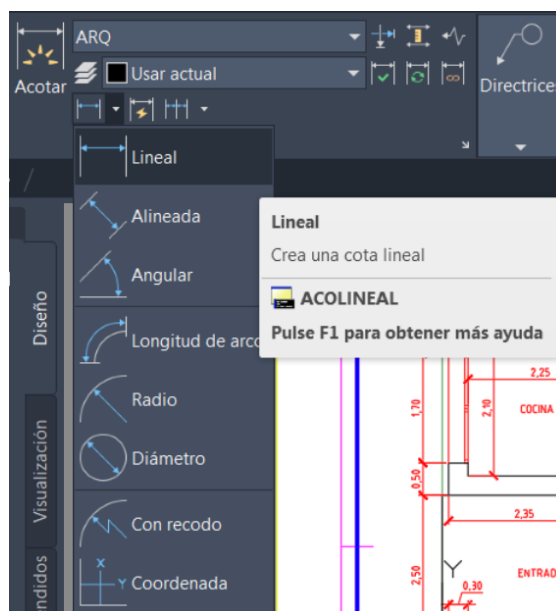 ARQ
Acotar
Usar actual
Directrice
Lineal
Alineada
Lineal
Crea una cota lineal
Angular
ACOLINEAL
Pulse F1 para obtener más ayuda
Diseño
Longitud de arco
Radio
Diámetro
Visualización
Con recodo
Coordenada
ndidos
X
Y
2,25
1,70
2,10
COCINA
0,50
2,35
2,50
Y
ENTRAD
0,30